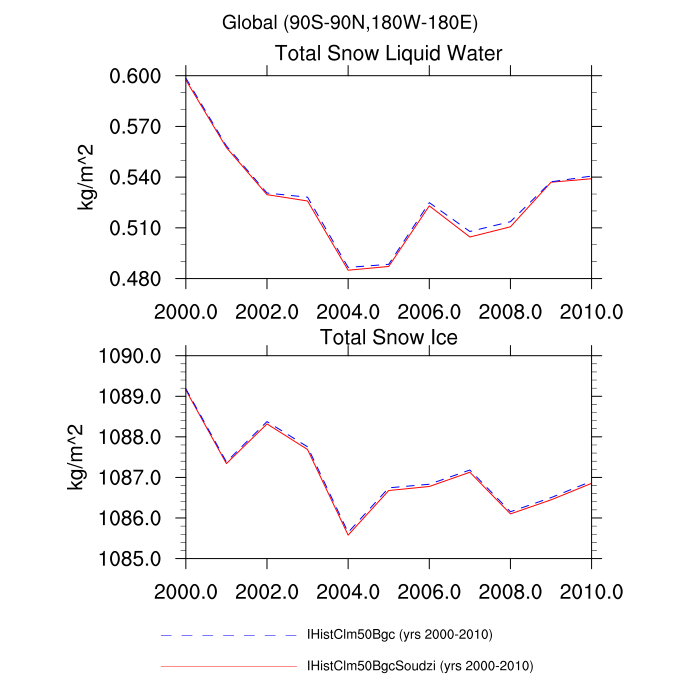 Global (90S-90N,180W-180E)
Total Snow Liquid Water
0.600
0.570
0.540
0.510
0.480
kg/m^2
2000.0 2002.0 2004.0 2006.0 2008.0 2010.0
Total Snow Ice
1090.0
1089.0
1088.0
1087.0
1086.0
1085.0
kg/m^2
2000.0 2002.0 2004.0 2006.0 2008.0 2010.0
IHistClm50Bgc (yrs 2000-2010)
IHistClm50BgcSoudzi (yrs 2000-2010)